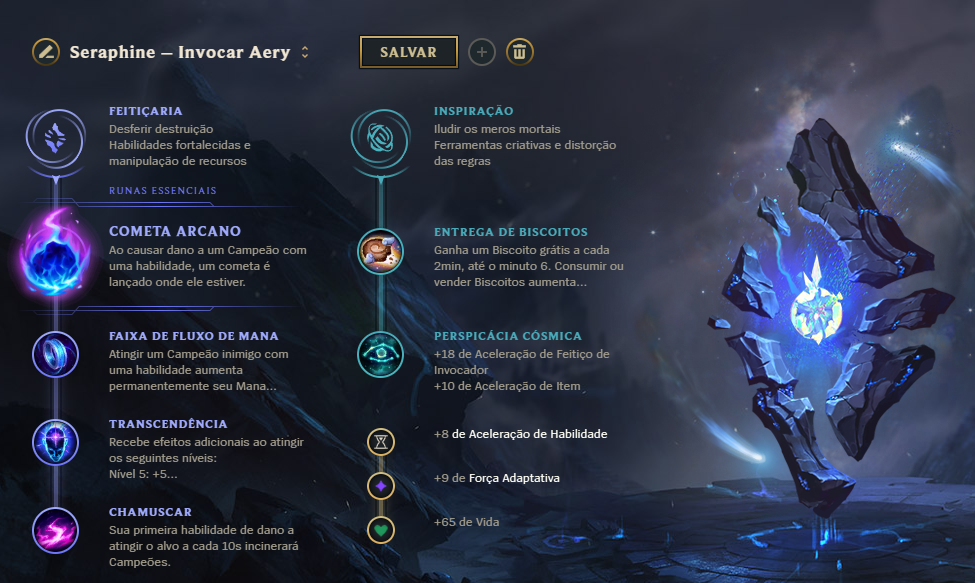 Seraphine – Invocar Aery
SALVAR
FEITIÇARIA
Desferir destruição
Habilidades fortalecidas e
manipulação de recursos
RUNAS ESSENCIAIS
COMETA ARCANO
Ao causar dano a um Campeão com
uma habilidade, um cometa é
lançado onde ele estiver.
FAIXA DE FLUXO DE MANA
Atingir um Campeão inimigo com
uma habilidade aumenta
permanentemente seu Mana...
TRANSCENDÊNCIA
Recebe efeitos adicionais ao atingir
os seguintes níveis:
Nível 5: +5...
CHAMUSCAR
Sua primeira habilidade de dano a
atingir o alvo a cada 10s incinerará
Campeões.
INSPIRAÇÃO
Iludir os meros mortais
Ferramentas criativas e distorção
das regras
ENTREGA DE BISCOITOS
Ganha um Biscoito grátis a cada
2min, até o minuto 6. Consumir ou
vender Biscoitos aumenta...
PERSPICÁCIA CÓSMICA
+18 de Aceleração de Feitiço de
Invocador
+10 de Aceleração de Item
+8 de Aceleração de Habilidade
+9 de Força Adaptativa
+65 de Vida